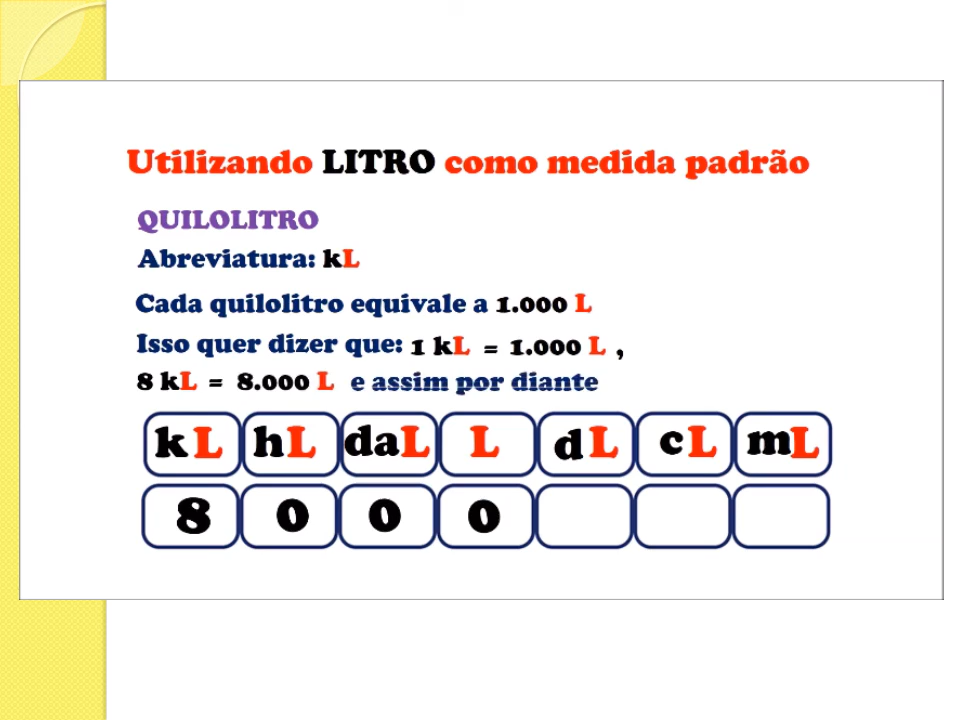 Utilizando LITRO como medida padrão
QUILOLITRO
Abreviatura: kL
Cada quilolitro equivale a 1.000 L
Isso quer dizer que: 1 kL = 1.000 L ,
8 kL = 8.000 L e assim por diante
kL hL daL L dL cL mL
8 0 0 0